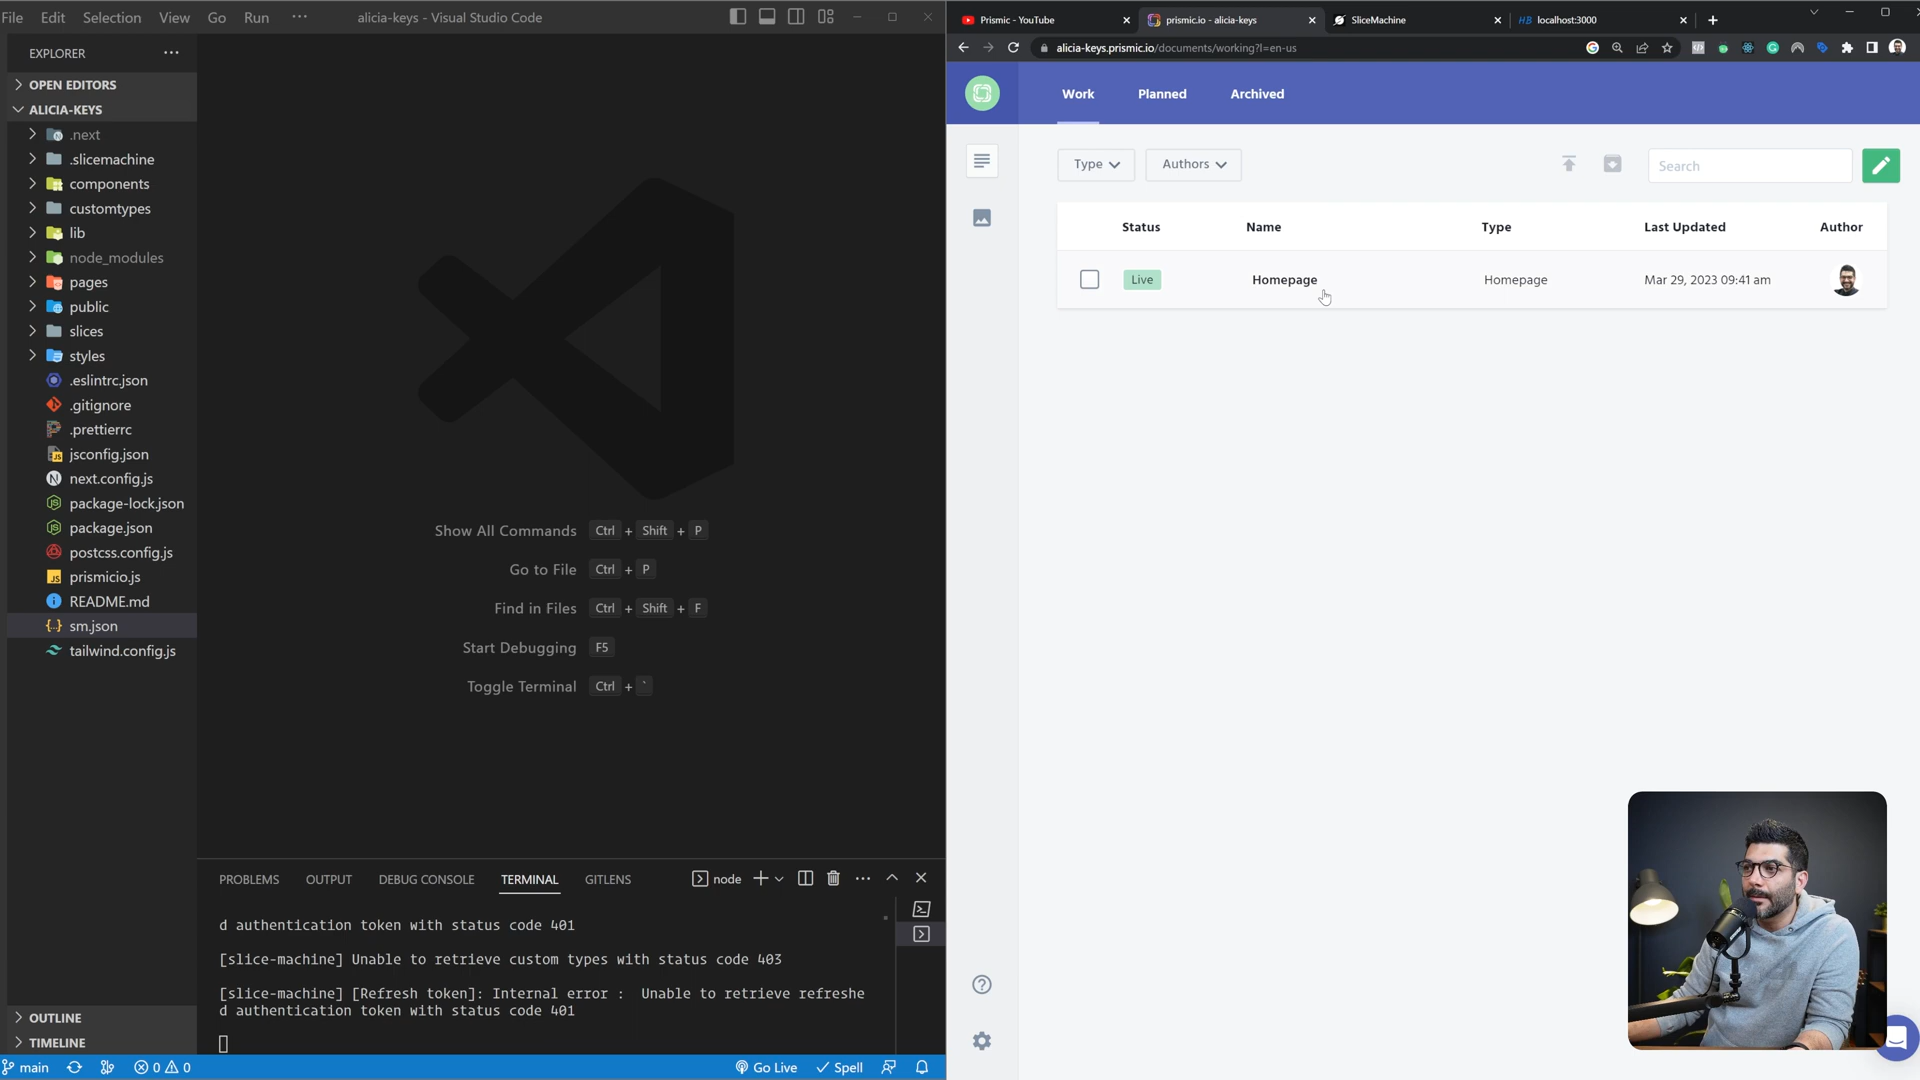 File Edit Selection View Go Run ··· alicia-keys - Visual Studio Code
EXPLORER ···
OPEN EDITORS
ALICIA-KEYS
.next
.slicemachine
components
customtypes
lib
node_modules
pages
public
slices
styles
.eslintrc.json
.gitignore
.prettierrc
jsconfig.json
next.config.js
package-lock.json
package.json
postcss.config.js
prismicio.js
README.md
sm.json
tailwind.config.js
OUTLINE
TIMELINE
Show All Commands Ctrl + Shift + P
Go to File Ctrl + P
Find in Files Ctrl + Shift + F
Start Debugging F5
Toggle Terminal Ctrl + `
PROBLEMS OUTPUT DEBUG CONSOLE TERMINAL GITLENS node
d authentication token with status code 401
[slice-machine] Unable to retrieve custom types with status code 403
[slice-machine] [Refresh token]: Internal error : Unable to retrieve refreshe
d authentication token with status code 401
main 0 0 Go Live Spell
Prismic - YouTube prismic.io - alicia-keys SliceMachine HB localhost:3000
alicia-keys.prismic.io/documents/working?l=en-us
Work Planned Archived
Type Authors Search
Status Name Type Last Updated Author
Live Homepage Homepage Mar 29, 2023 09:41 am